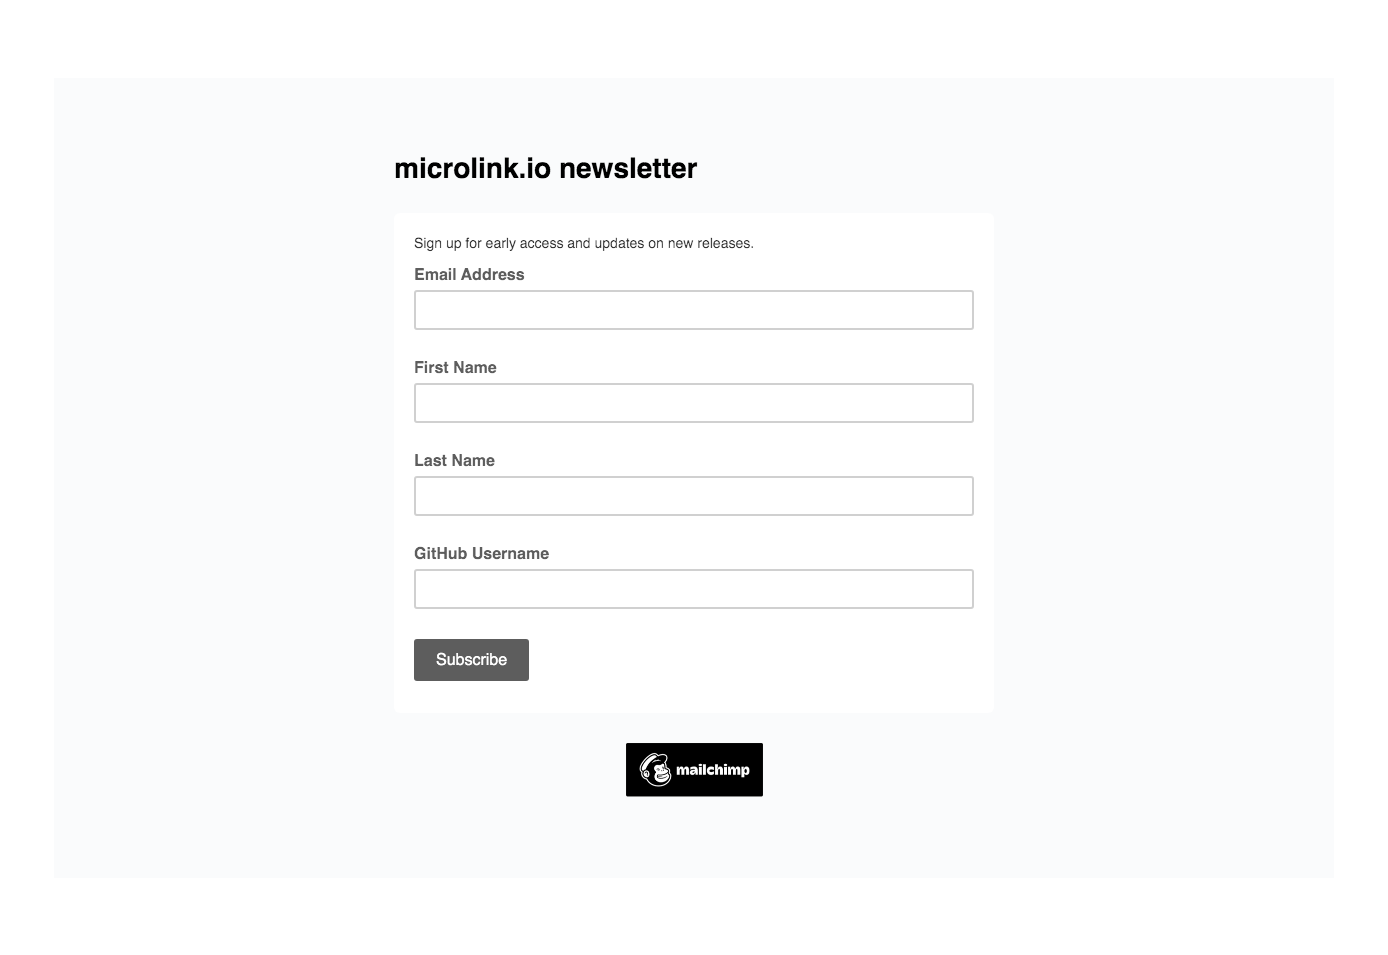 microlink.io newsletter
Sign up for early access and updates on new releases.
Email Address
First Name
Last Name
GitHub Username
Subscribe
mailchimp